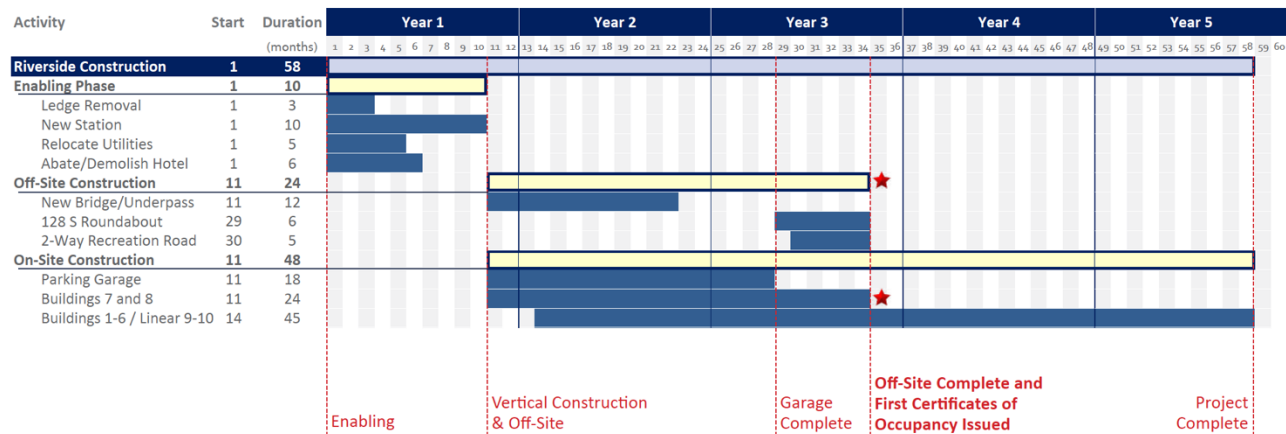 Activity Start Duration Year 1 Year 2 Year 3 Year 4 Year 5
(months) 1 2 3 4 5 6 7 8 9 10 11 12 13 14 15 16 17 18 19 20 21 22 23 24 25 26 27 28 29 30 31 32 33 34 35 36 37 38 39 40 41 42 43 44 45 46 47 48 49 50 51 52 53 54 55 56 57 58 59 60
Riverside Construction 1 58
Enabling Phase 1 10
Ledge Removal 1 3
New Station 1 10
Relocate Utilities 1 5
Abate/Demolish Hotel 1 6
Off-Site Construction 11 24
New Bridge/Underpass 11 12
128 S Roundabout 29 6
2-Way Recreation Road 30 5
On-Site Construction 11 48
Parking Garage 11 18
Buildings 7 and 8 11 24
Buildings 1-6 / Linear 9-10 14 45
Enabling
Vertical Construction
& Off-Site
Garage
Complete
Off-Site Complete and
First Certificates of
Occupancy Issued
Project
Complete